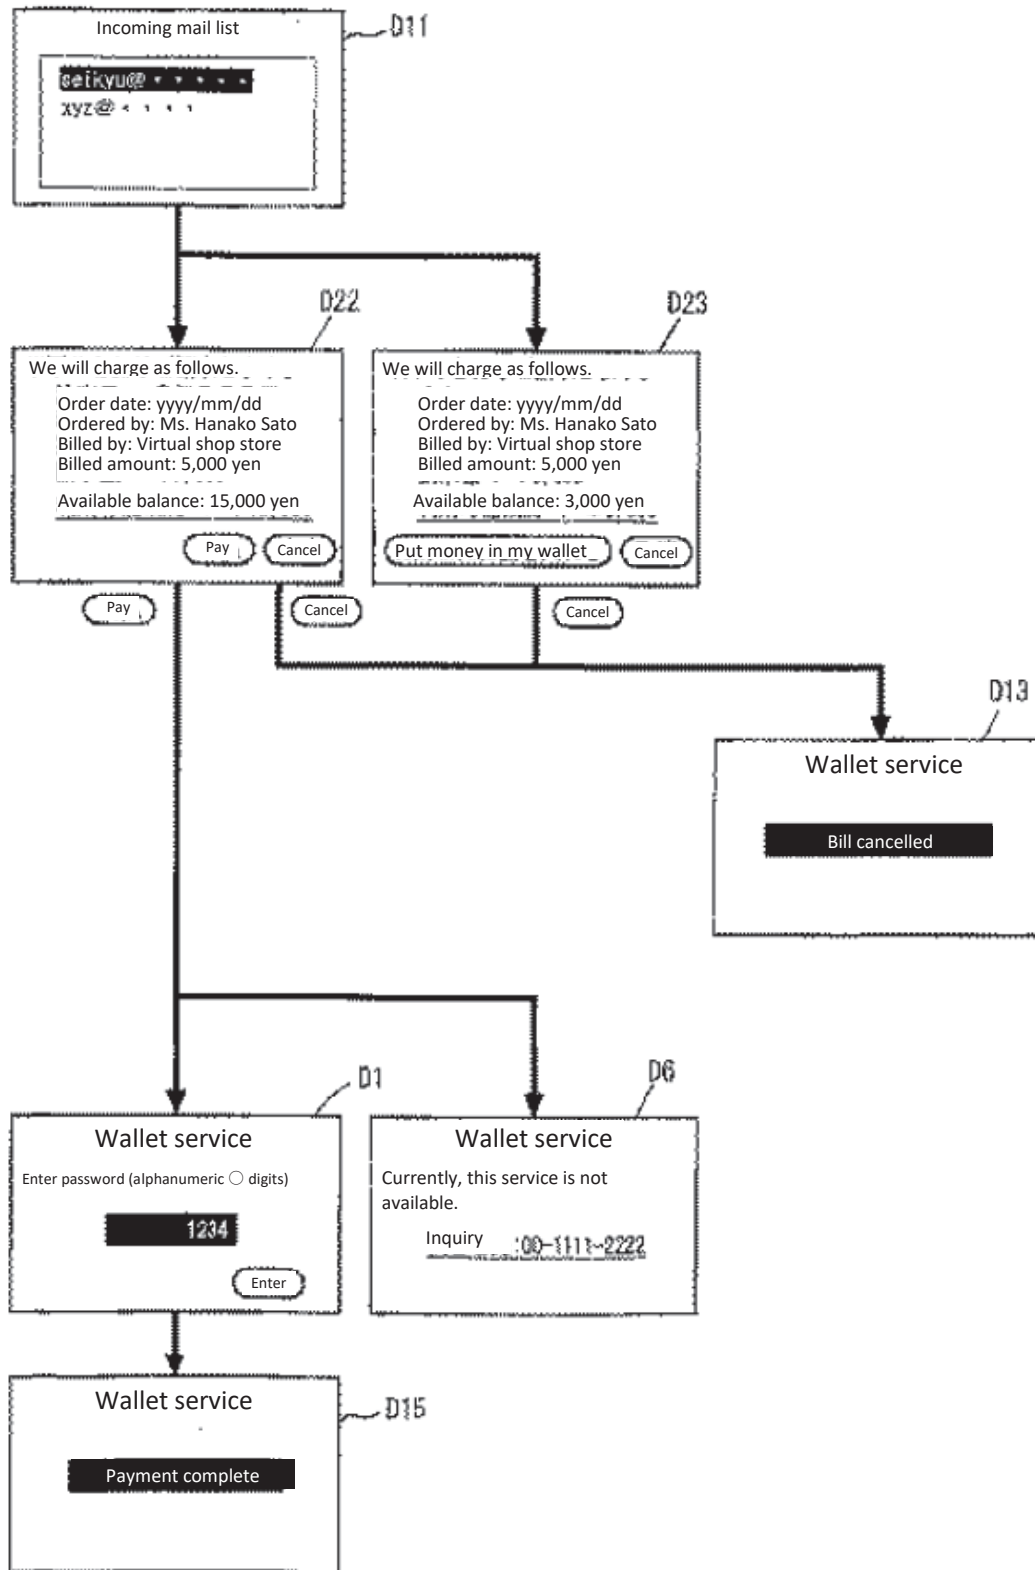 Incoming mail list
D11
seikyu@
xyz@
D22
D23
We will charge as follows.
Order date: yyyy/mm/dd
Ordered by: Ms. Hanako Sato
Billed by: Virtual shop store
Billed amount: 5,000 yen
Available balance: 15,000 yen
Pay
Cancel
We will charge as follows.
Order date: yyyy/mm/dd
Ordered by: Ms. Hanako Sato
Billed by: Virtual shop store
Billed amount: 5,000 yen
Available balance: 3,000 yen
Put money in my wallet
Cancel
Pay
Cancel
Cancel
D13
Wallet service
Bill cancelled
D1
D6
Wallet service
Enter password (alphanumeric ○ digits)
1234
Enter
Wallet service
Currently, this service is not
available.
Inquiry :00-1111-2222
D15
Wallet service
Payment complete